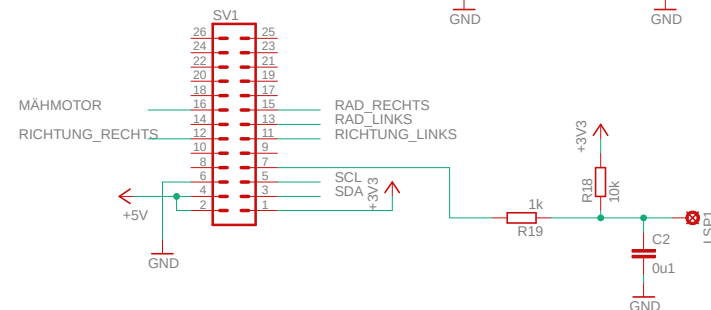 GND
GND
SV1
26 25
24 23
22 21
20 19
18 17
MÄHMOTOR 16 15 RAD_RECHTS
14 13 RAD_LINKS
RICHTUNG_RECHTS 12 11 RICHTUNG_LINKS
10 9
8 7
6 5 SCL
4 3 SDA
2 1
+3V3
+5V
GND
+3V3
R18
10k
1k
R19
C2
0u1
GND